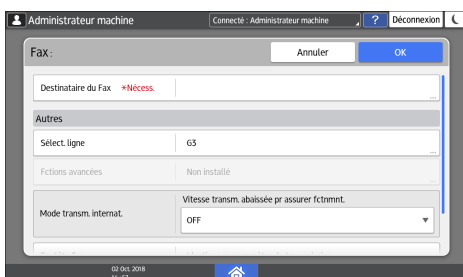 Administrateur machine
Connecté : Administrateur machine
?
Déconnexion
Fax :
Annuler
OK
Destinataire du Fax *Nécess.
Autres
Sélect. ligne
G3
Fctions avancées
Non installé
Mode transm. internat.
Vitesse transm. abaissée pr assurer fctnmnt.
OFF
02 Oct. 2018